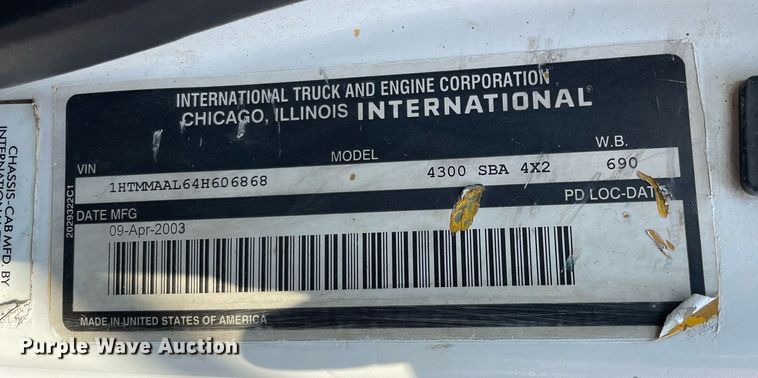 INTERNATIONAL TRUCK AND ENGINE CORPORATION
CHICAGO, ILLINOIS INTERNATIONAL
VIN MODEL W.B.
1HTMMAAL64H606868 4300 SBA 4X2 690
DATE MFG PD LOC-DATE
09-Apr-2003
MADE IN UNITED STATES OF AMERICA
2029322C1
CHASSIS-CAB MFD. BY
Purple Wave Auction